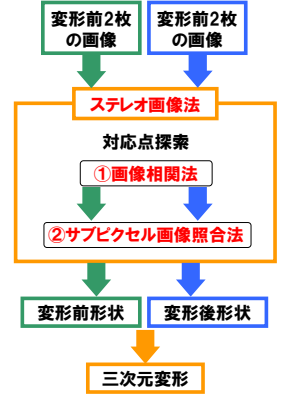 変形前2枚
の画像
変形前2枚
の画像
ステレオ画像法
対応点探索
①画像相関法
②サブピクセル画像照合法
変形前形状
変形後形状
三次元変形